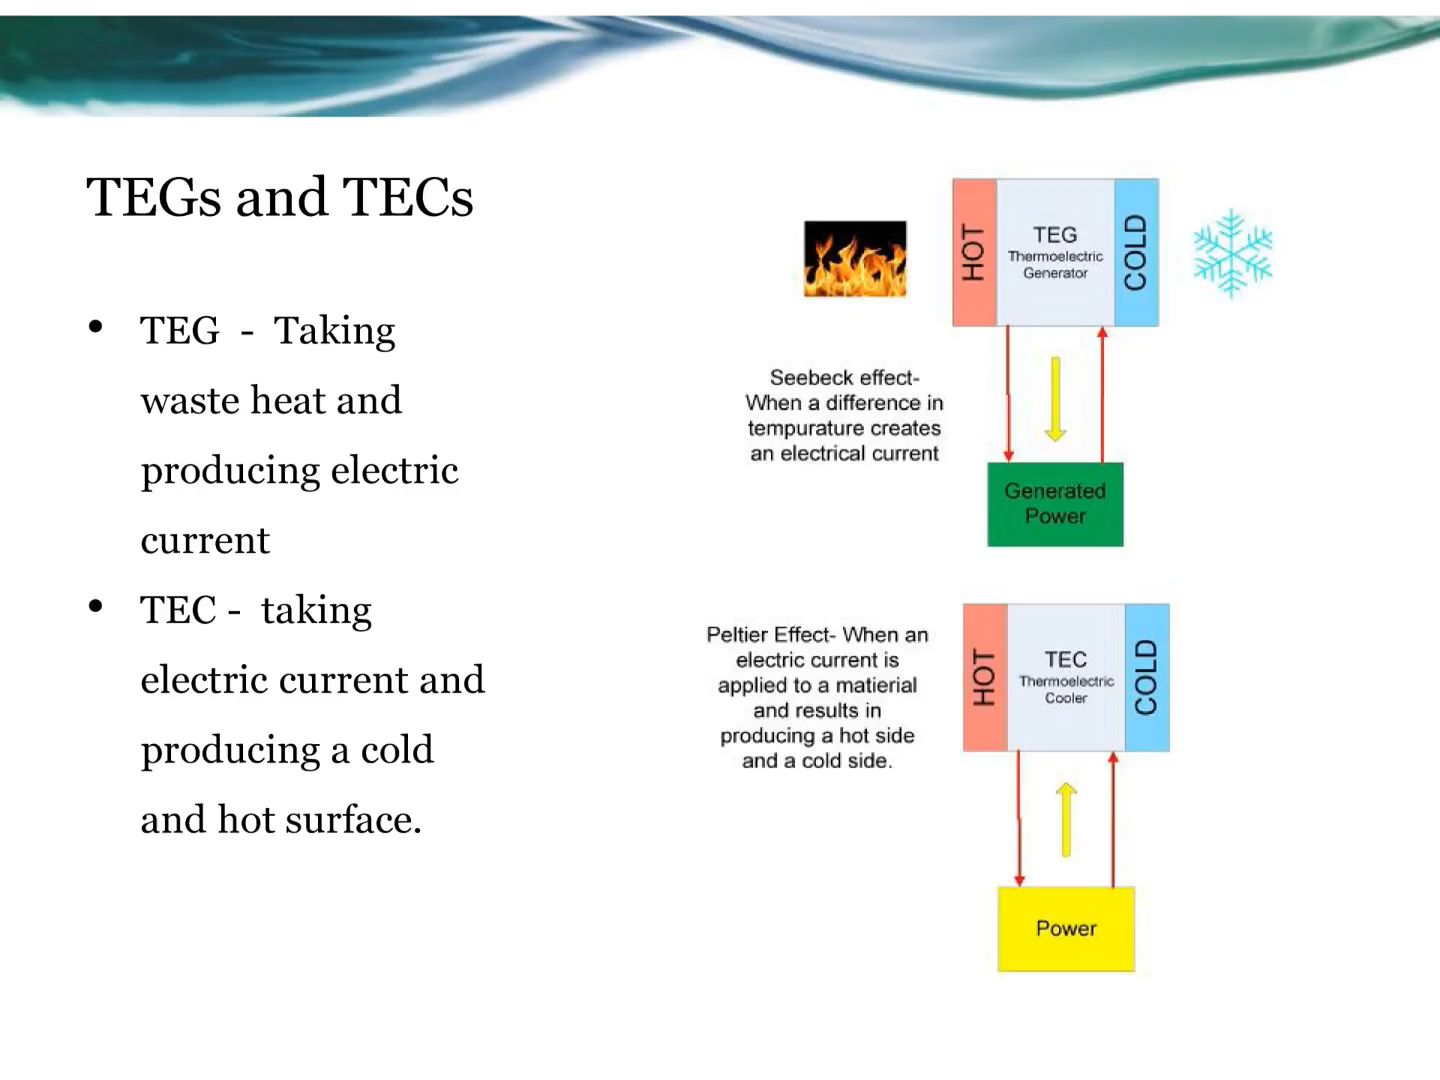 TEGs and TECs
• TEG - Taking
waste heat and
producing electric
current
• TEC - taking
electric current and
producing a cold
and hot surface.
HOT
TEG
Thermoelectric
Generator
COLD
Seebeck effect-
When a difference in
tempurature creates
an electrical current
Generated
Power
Peltier Effect- When an
electric current is
applied to a matierial
and results in
producing a hot side
and a cold side.
HOT
TEC
Thermoelectric
Cooler
COLD
Power